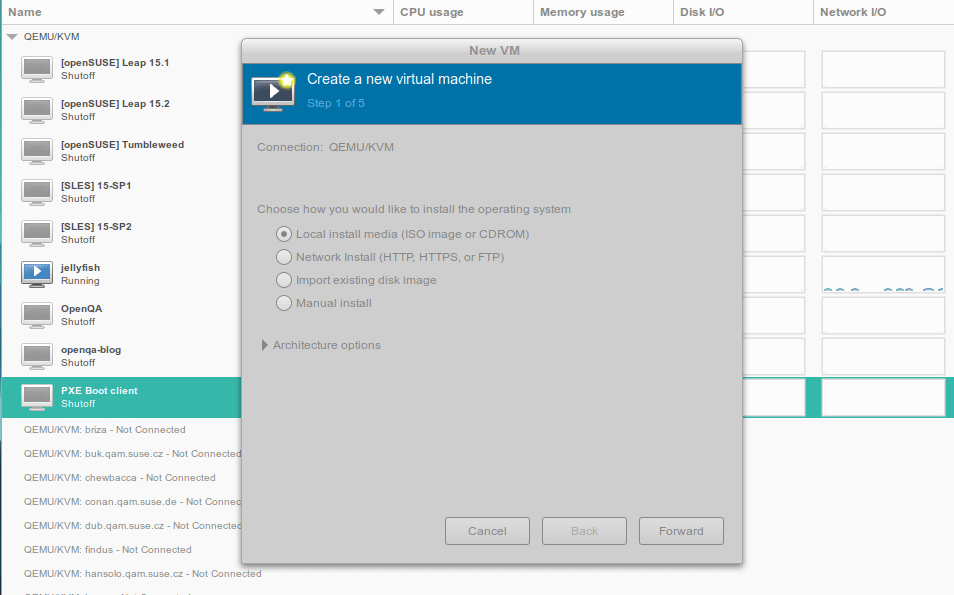 Name
CPU usage
Memory usage
Disk I/O
Network I/O
QEMU/KVM
[openSUSE] Leap 15.1
Shutoff
[openSUSE] Leap 15.2
Shutoff
[openSUSE] Tumbleweed
Shutoff
[SLES] 15-SP1
Shutoff
[SLES] 15-SP2
Shutoff
jellyfish
Running
OpenQA
Shutoff
openqa-blog
Shutoff
PXE Boot client
Shutoff
QEMU/KVM: briza - Not Connected
QEMU/KVM: buk.qam.suse.cz - Not Connected
QEMU/KVM: chewbacca - Not Connected
QEMU/KVM: conan.qam.suse.de - Not Connec
QEMU/KVM: dub.qam.suse.cz - Not Connected
QEMU/KVM: findus - Not Connected
QEMU/KVM: hansolo.qam.suse.cz - Not Connected
New VM
Create a new virtual machine
Step 1 of 5
Connection: QEMU/KVM
Choose how you would like to install the operating system
Local install media (ISO image or CDROM)
Network Install (HTTP, HTTPS, or FTP)
Import existing disk image
Manual install
Architecture options
Cancel
Back
Forward